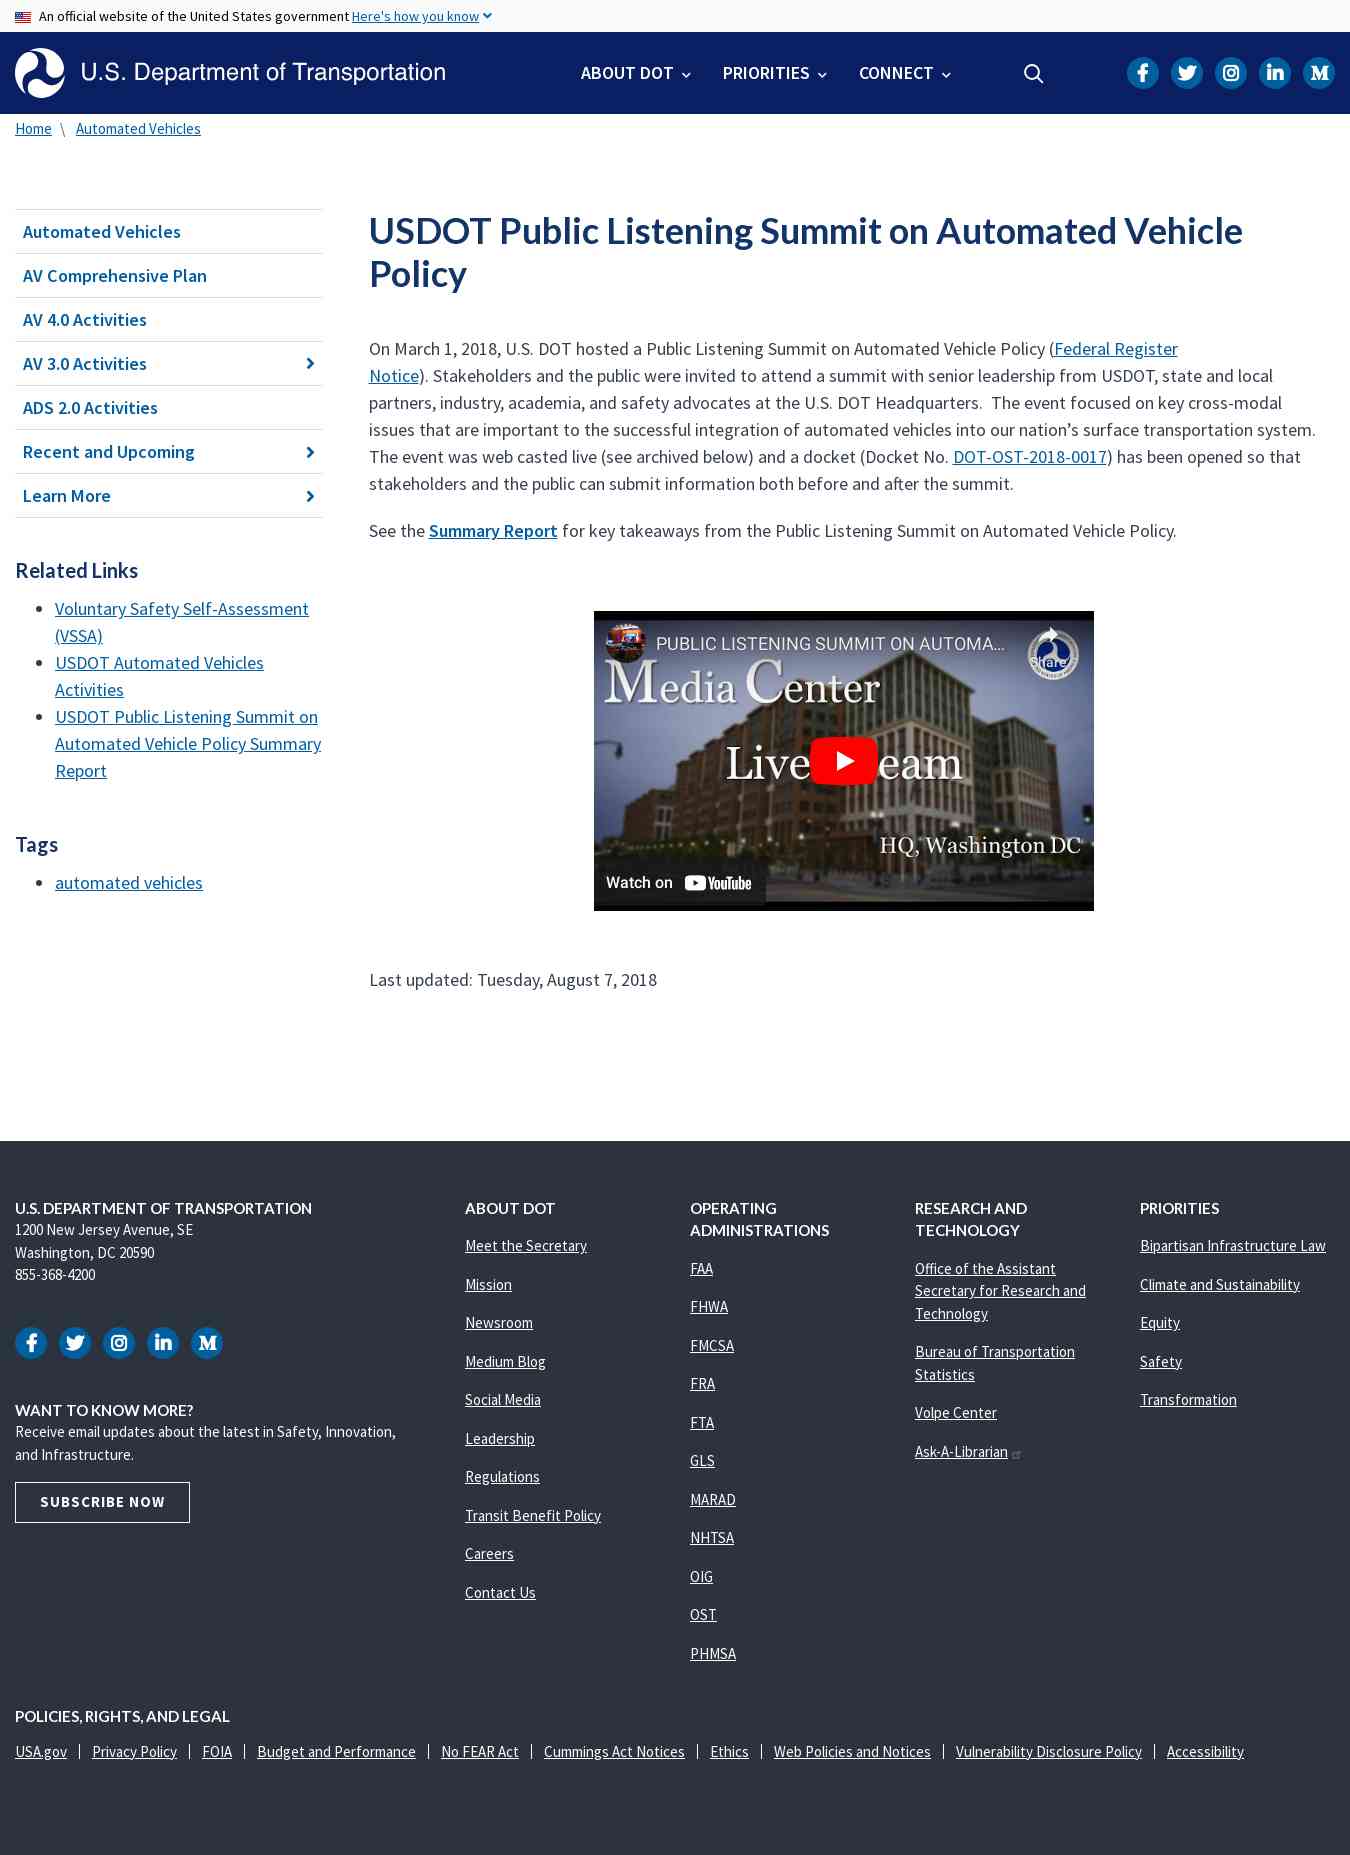 An official website of the United States government Here's how you know
U.S. Department of Transportation
ABOUT DOT
PRIORITIES
CONNECT
Home \ Automated Vehicles
Automated Vehicles
AV Comprehensive Plan
AV 4.0 Activities
AV 3.0 Activities
ADS 2.0 Activities
Recent and Upcoming
Learn More
Related Links
Voluntary Safety Self-Assessment
(VSSA)
USDOT Automated Vehicles
Activities
USDOT Public Listening Summit on
Automated Vehicle Policy Summary
Report
Tags
automated vehicles
USDOT Public Listening Summit on Automated Vehicle
Policy
On March 1, 2018, U.S. DOT hosted a Public Listening Summit on Automated Vehicle Policy (Federal Register
Notice). Stakeholders and the public were invited to attend a summit with senior leadership from USDOT, state and local
partners, industry, academia, and safety advocates at the U.S. DOT Headquarters.  The event focused on key cross-modal
issues that are important to the successful integration of automated vehicles into our nation’s surface transportation system.
The event was web casted live (see archived below) and a docket (Docket No. DOT-OST-2018-0017) has been opened so that
stakeholders and the public can submit information both before and after the summit.
See the Summary Report for key takeaways from the Public Listening Summit on Automated Vehicle Policy.
PUBLIC LISTENING SUMMIT ON AUTOMA...
Share
Media Center
Live eam
HQ, Washington DC
Watch on YouTube
Last updated: Tuesday, August 7, 2018
U.S. DEPARTMENT OF TRANSPORTATION
1200 New Jersey Avenue, SE
Washington, DC 20590
855-368-4200
WANT TO KNOW MORE?
Receive email updates about the latest in Safety, Innovation,
and Infrastructure.
SUBSCRIBE NOW
ABOUT DOT
Meet the Secretary
Mission
Newsroom
Medium Blog
Social Media
Leadership
Regulations
Transit Benefit Policy
Careers
Contact Us
OPERATING
ADMINISTRATIONS
FAA
FHWA
FMCSA
FRA
FTA
GLS
MARAD
NHTSA
OIG
OST
PHMSA
RESEARCH AND
TECHNOLOGY
Office of the Assistant
Secretary for Research and
Technology
Bureau of Transportation
Statistics
Volpe Center
Ask-A-Librarian
PRIORITIES
Bipartisan Infrastructure Law
Climate and Sustainability
Equity
Safety
Transformation
POLICIES, RIGHTS, AND LEGAL
USA.gov | Privacy Policy | FOIA | Budget and Performance | No FEAR Act | Cummings Act Notices | Ethics | Web Policies and Notices | Vulnerability Disclosure Policy | Accessibility